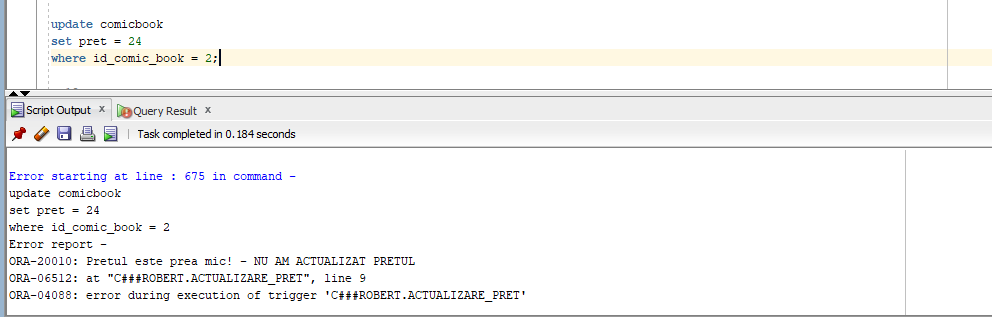 update comicbook
set pret = 24
where id_comic_book = 2;
Script Output x Query Result x
Task completed in 0.184 seconds
Error starting at line : 675 in command -
update comicbook
set pret = 24
where id_comic_book = 2
Error report -
ORA-20010: Pretul este prea mic! - NU AM ACTUALIZAT PRETUL
ORA-06512: at "C###ROBERT.ACTUALIZARE_PRET", line 9
ORA-04088: error during execution of trigger 'C###ROBERT.ACTUALIZARE_PRET'